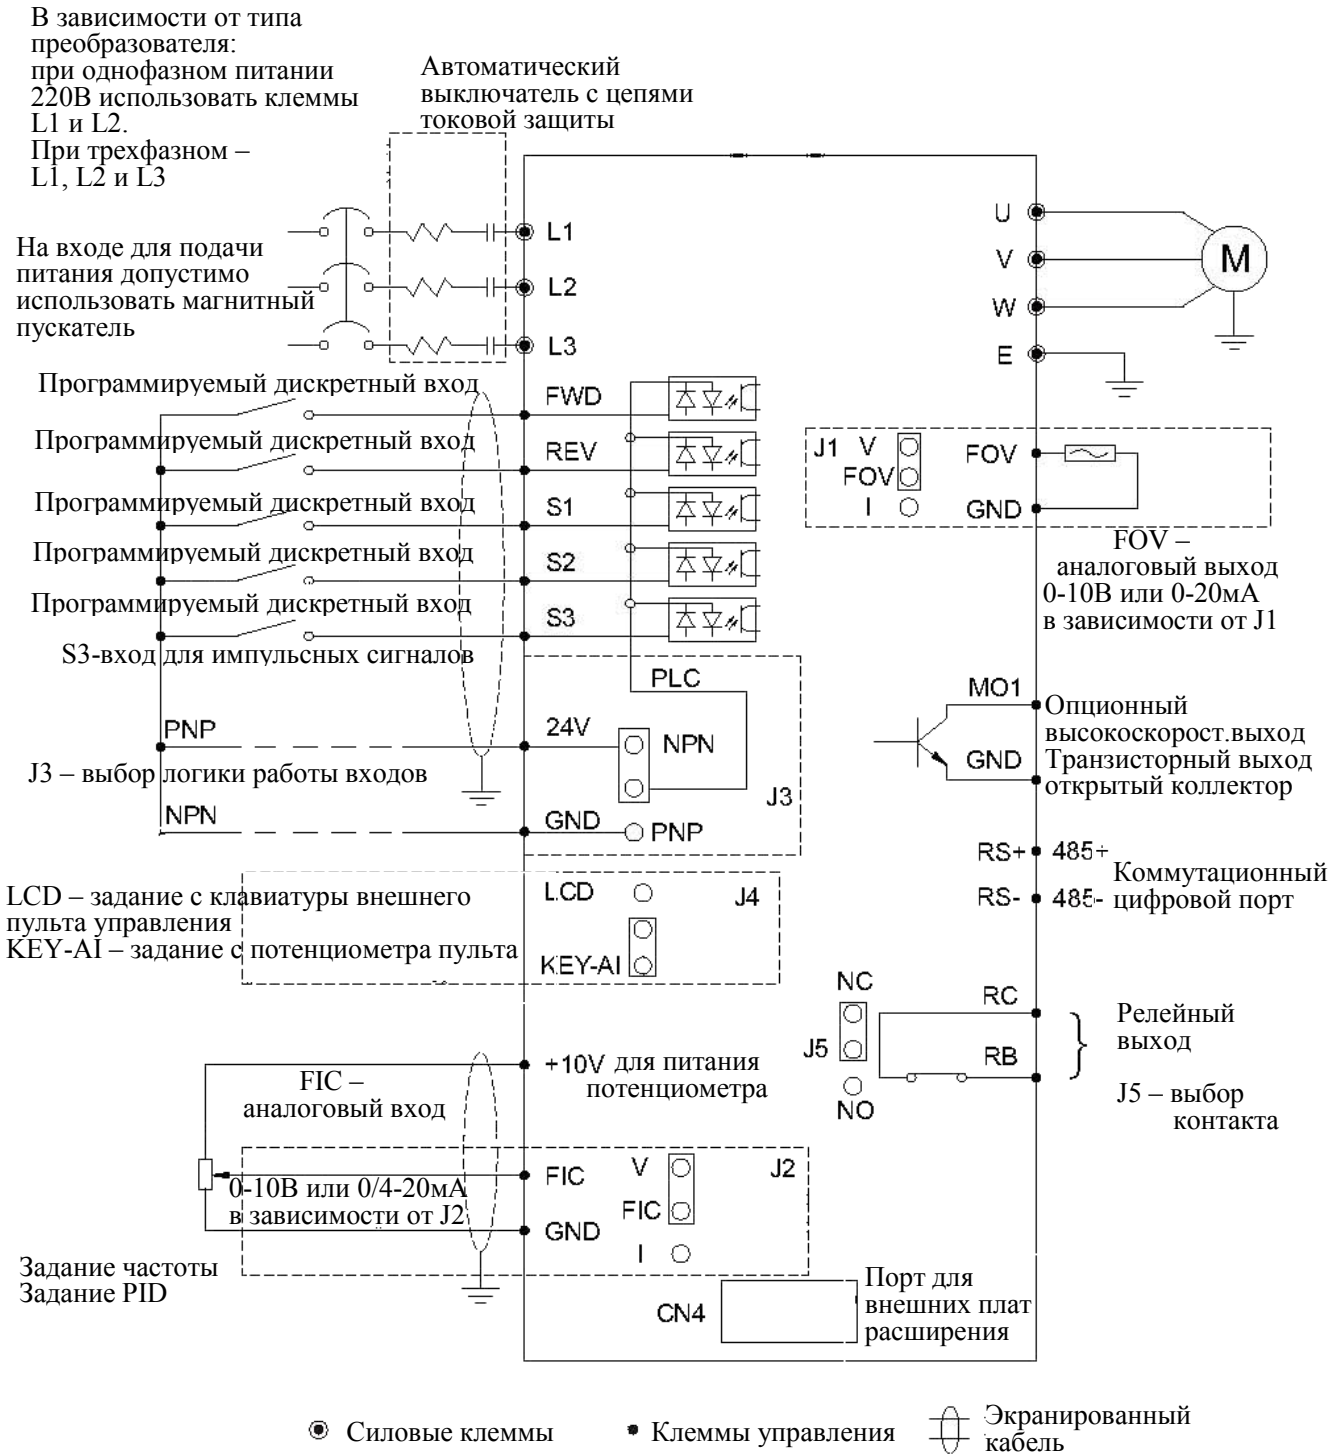 В зависимости от типа
преобразователя:
при однофазном питании
220В использовать клеммы
L1 и L2.
При трехфазном –
L1, L2 и L3
Автоматический
выключатель с цепями
токовой защиты
На входе для подачи
питания допустимо
использовать магнитный
пускатель
L1
L2
L3
U
V
W
E
M
Программируемый дискретный вход
FWD
Программируемый дискретный вход
REV
Программируемый дискретный вход
S1
Программируемый дискретный вход
S2
Программируемый дискретный вход
S3
S3-вход для импульсных сигналов
J1
V
FOV
I
FOV
GND
FOV –
аналоговый выход
0-10В или 0-20мА
в зависимости от J1
PLC
PNP
24V
NPN
J3 – выбор логики работы входов
J3
NPN
GND
PNP
MO1
GND
Опционный
высокоскорост.выход
Транзисторный выход
открытый коллектор
RS+
485+
RS-
485-
Коммутационный
цифровой порт
LCD – задание с клавиатуры внешнего
пульта управления
KEY-AI – задание с потенциометра пульта
LCD
J4
KEY-AI
NC
J5
NO
RC
RB
Релейный
выход
J5 – выбор
контакта
+10V для питания
потенциометра
FIC –
аналоговый вход
0-10В или 0/4-20мА
в зависимости от J2
FIC
GND
V
FIC
I
J2
Задание частоты
Задание PID
CN4
Порт для
внешних плат
расширения
Силовые клеммы
Клеммы управления
Экранированный
кабель